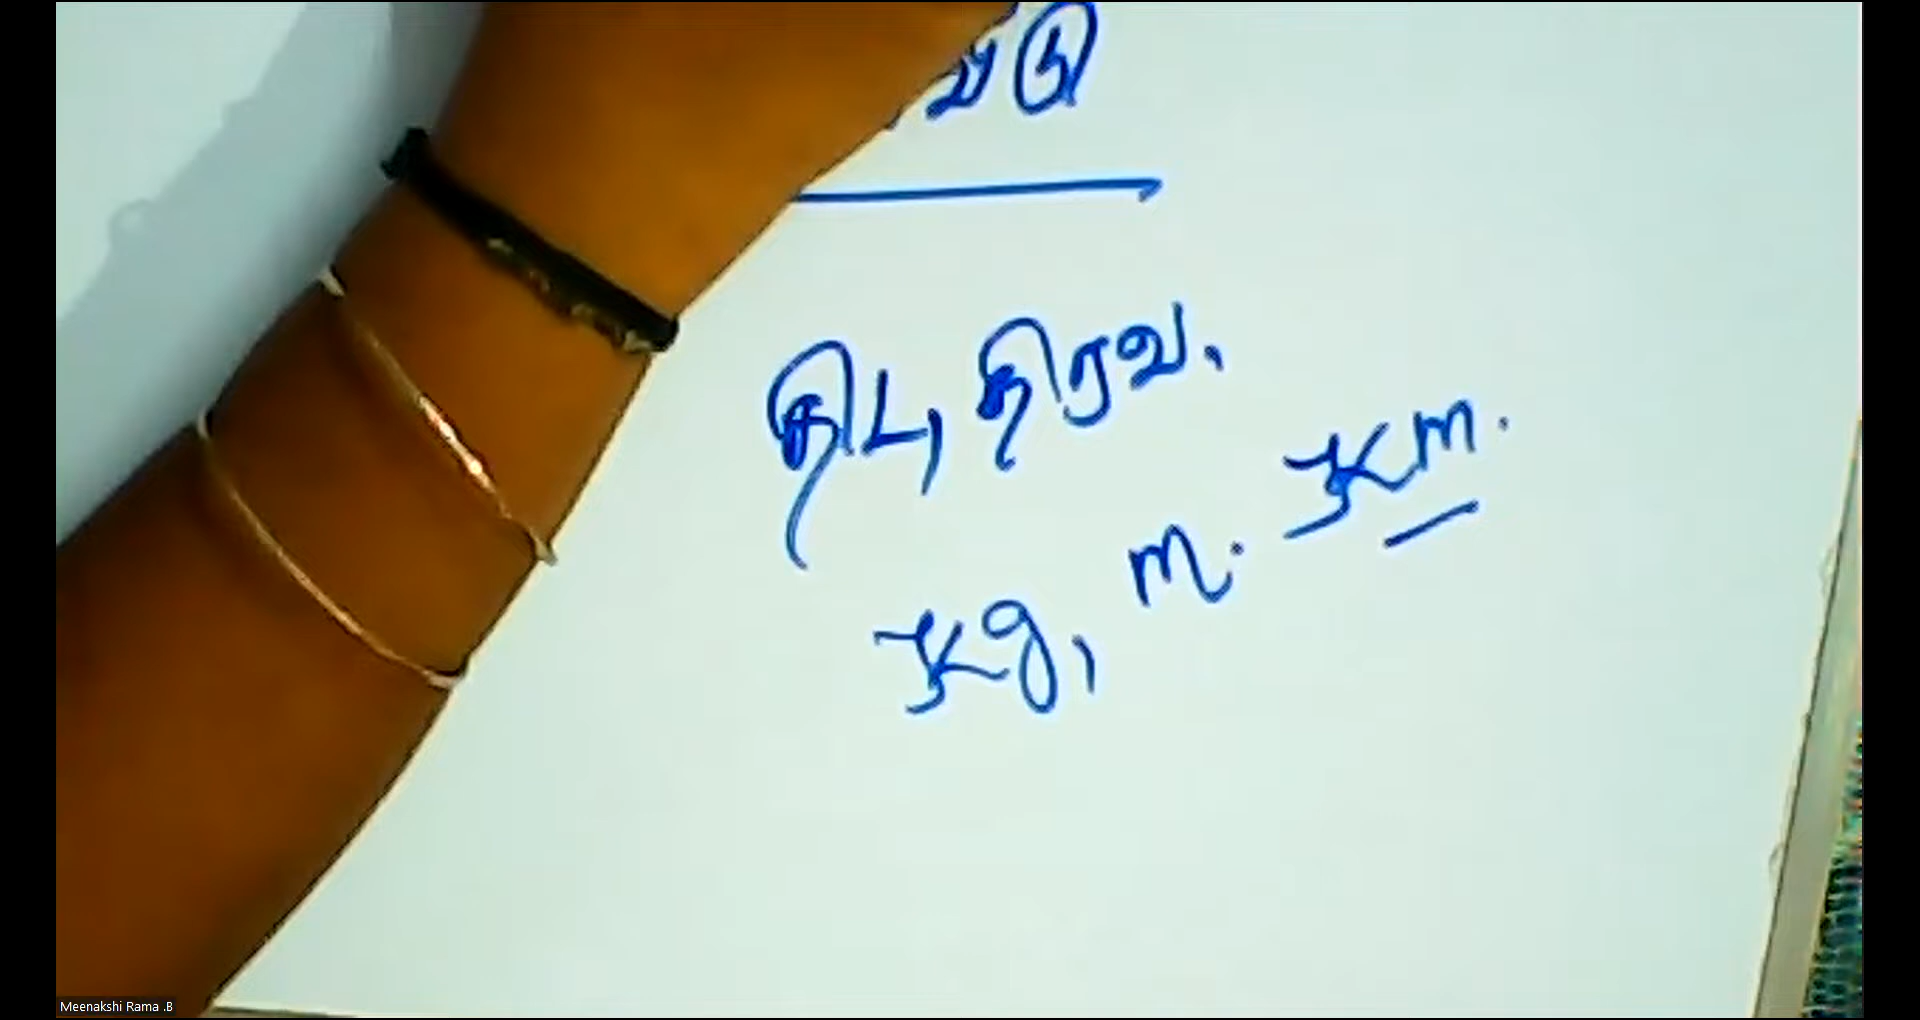 திட, திரவ.
Kg, m. Km.
Meenakshi Rama .B